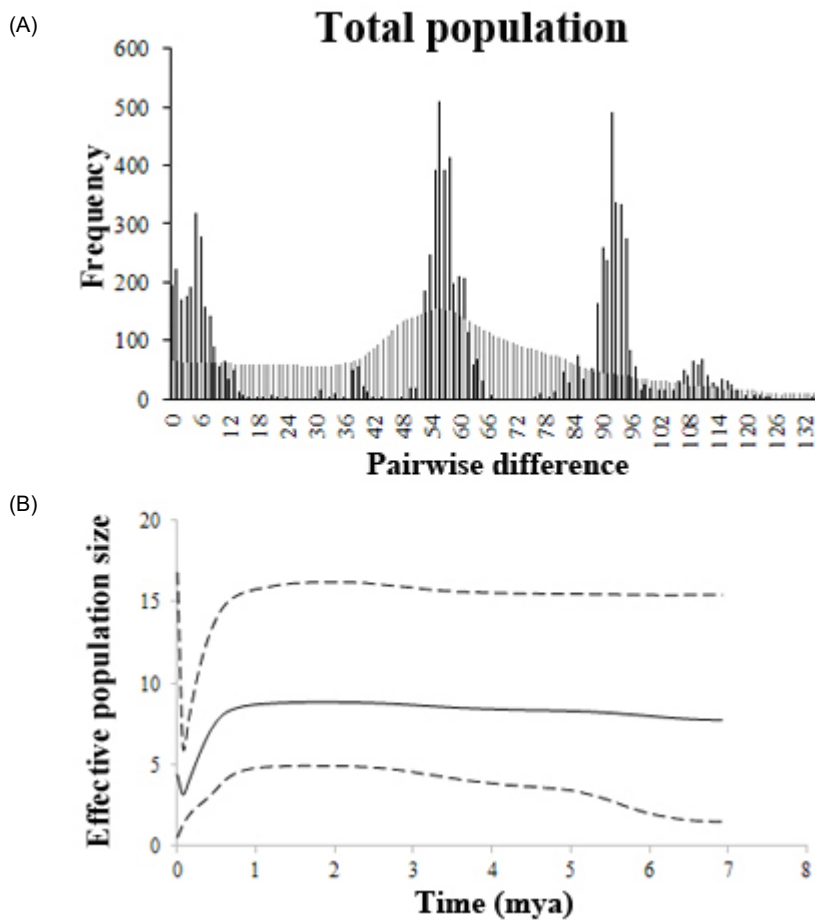 (A)
Total population
Frequency
600
500
400
300
200
100
0
0 6 12 18 24 30 36 42 48 54 60 66 72 78 84 90 96 102 108 114 120 126 132
Pairwise difference
(B)
Effective population size
20
15
10
5
0
0 1 2 3 4 5 6 7 8
Time (mya)